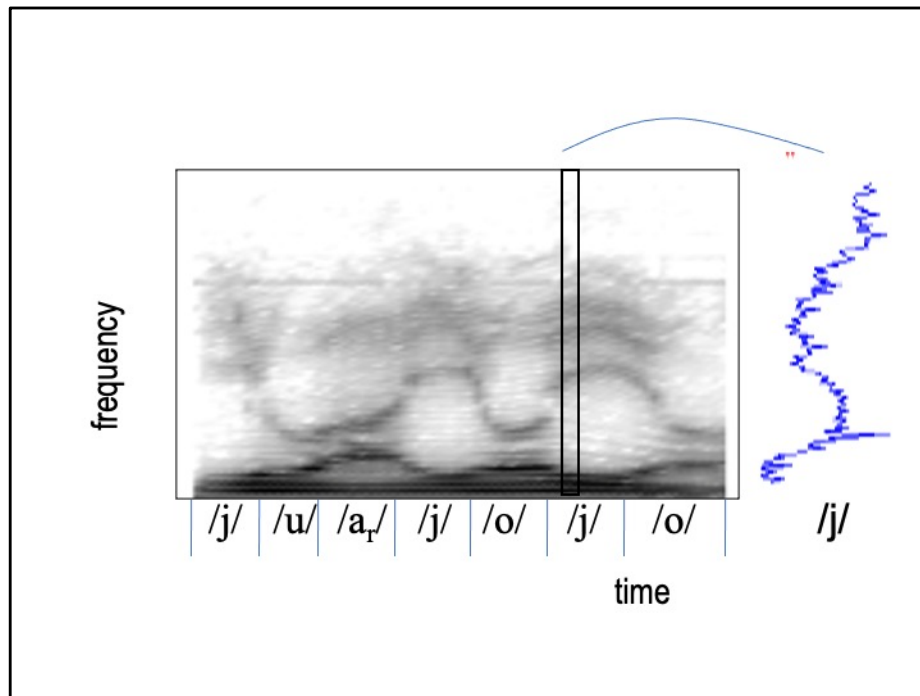 ”
frequency
/j/ /u/ /aᵣ/ /j/ /o/ /j/ /o/ /j/
time